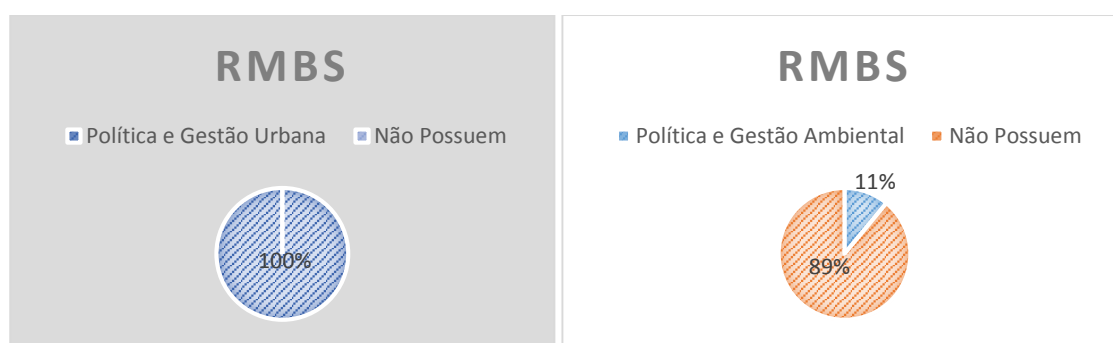 RMBS
Política e Gestão Urbana Não Possuem
100%
RMBS
Política e Gestão Ambiental Não Possuem
11%
89%